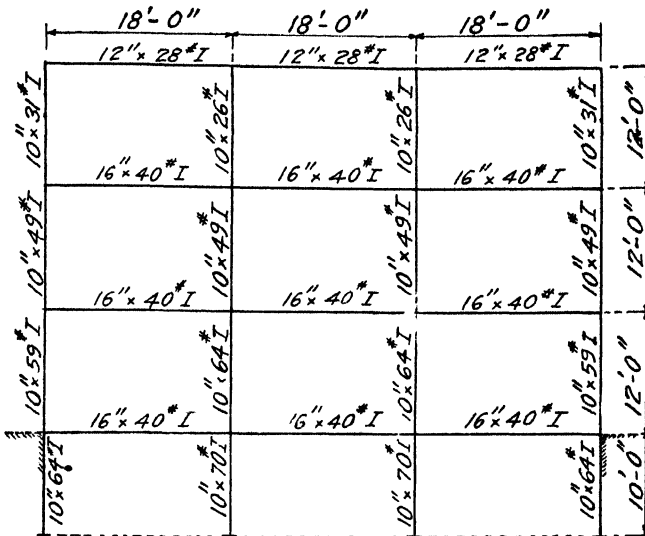 18'-0" 18'-0" 18'-0"
12"x 28# I 12"x 28# I 12"x 28# I
10"x 31# I 10"x 26# I 10"x 26# I 10"x 31# I 12'-0"
16"x 40# I 16"x 40# I 16"x 40# I
10"x 49# I 10"x 49 I# 10"x 49 I# 10"x 49 I# 12'-0"
16"x 40# I 16"x 40# I 16"x 40# I
10"x 59# I 10"x 64# I 10"x 64# I 10"x 59# I 12'-0"
16"x 40# I 16"x 40# I 16"x 40# I
10"x 64# I 10"x 70# I 10"x 70# I 10"x 64# I 10'-0"